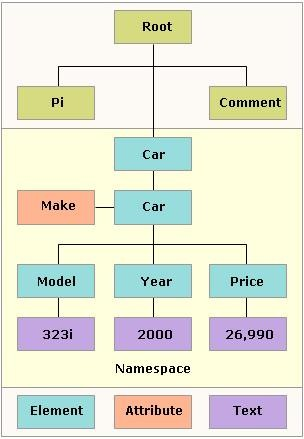 Root
Pi
Comment
Car
Make
Car
Model
Year
Price
323i
2000
26,990
Namespace
Element
Attribute
Text